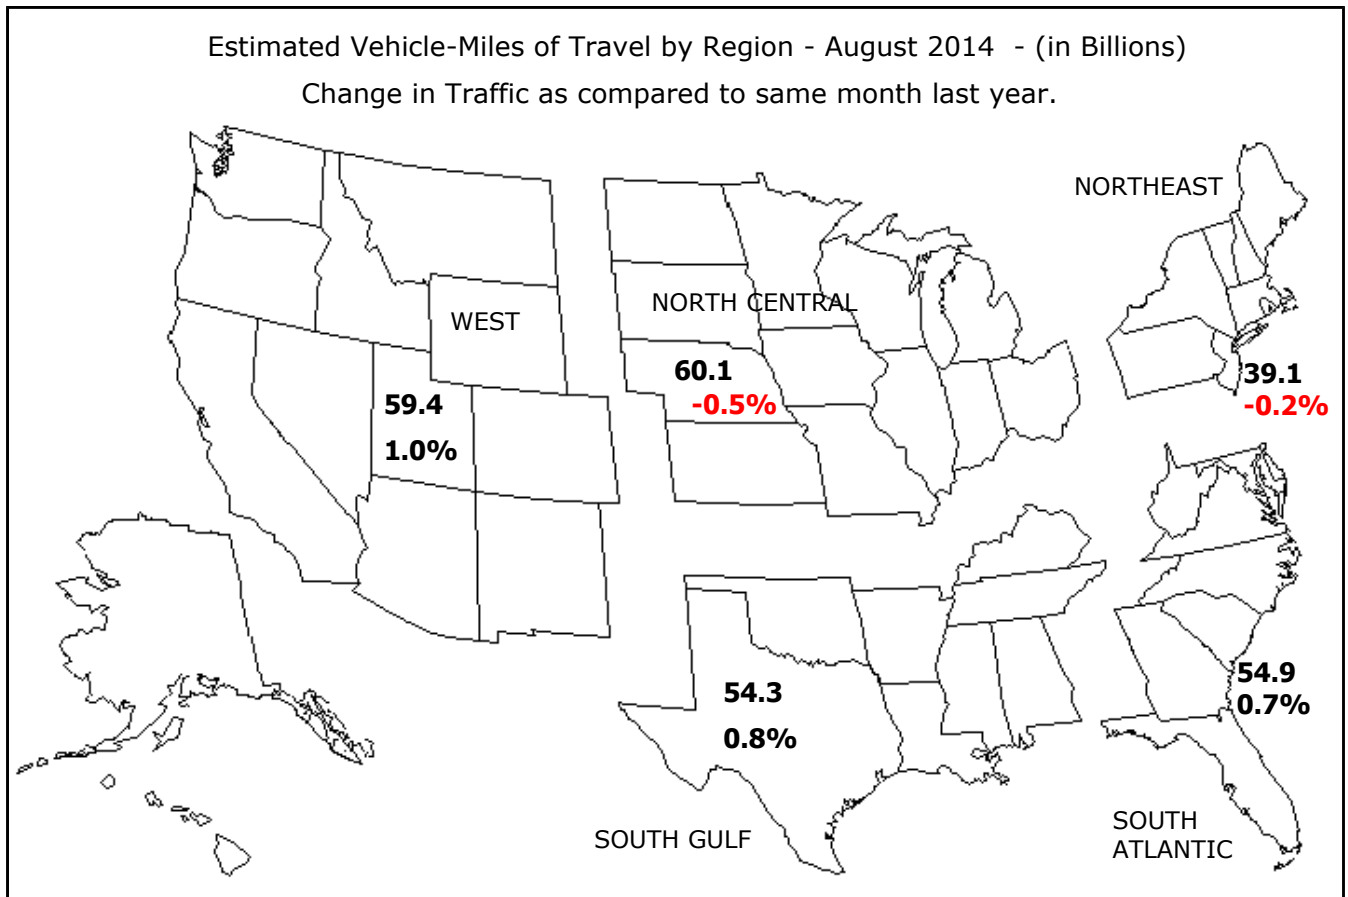 Estimated Vehicle-Miles of Travel by Region - August 2014  - (in Billions)
Change in Traffic as compared to same month last year.
NORTHEAST
39.1
-0.2%
NORTH CENTRAL
60.1
-0.5%
WEST
59.4
1.0%
54.3
0.8%
SOUTH GULF
54.9
0.7%
SOUTH
ATLANTIC